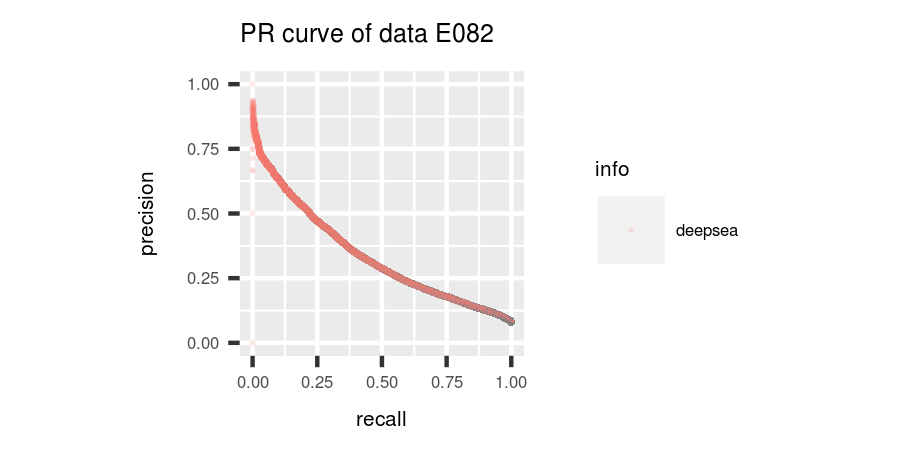 PR curve of data E082
1.00
0.75
0.50
0.25
0.00
precision
0.00 0.25 0.50 0.75 1.00
recall
info
deepsea